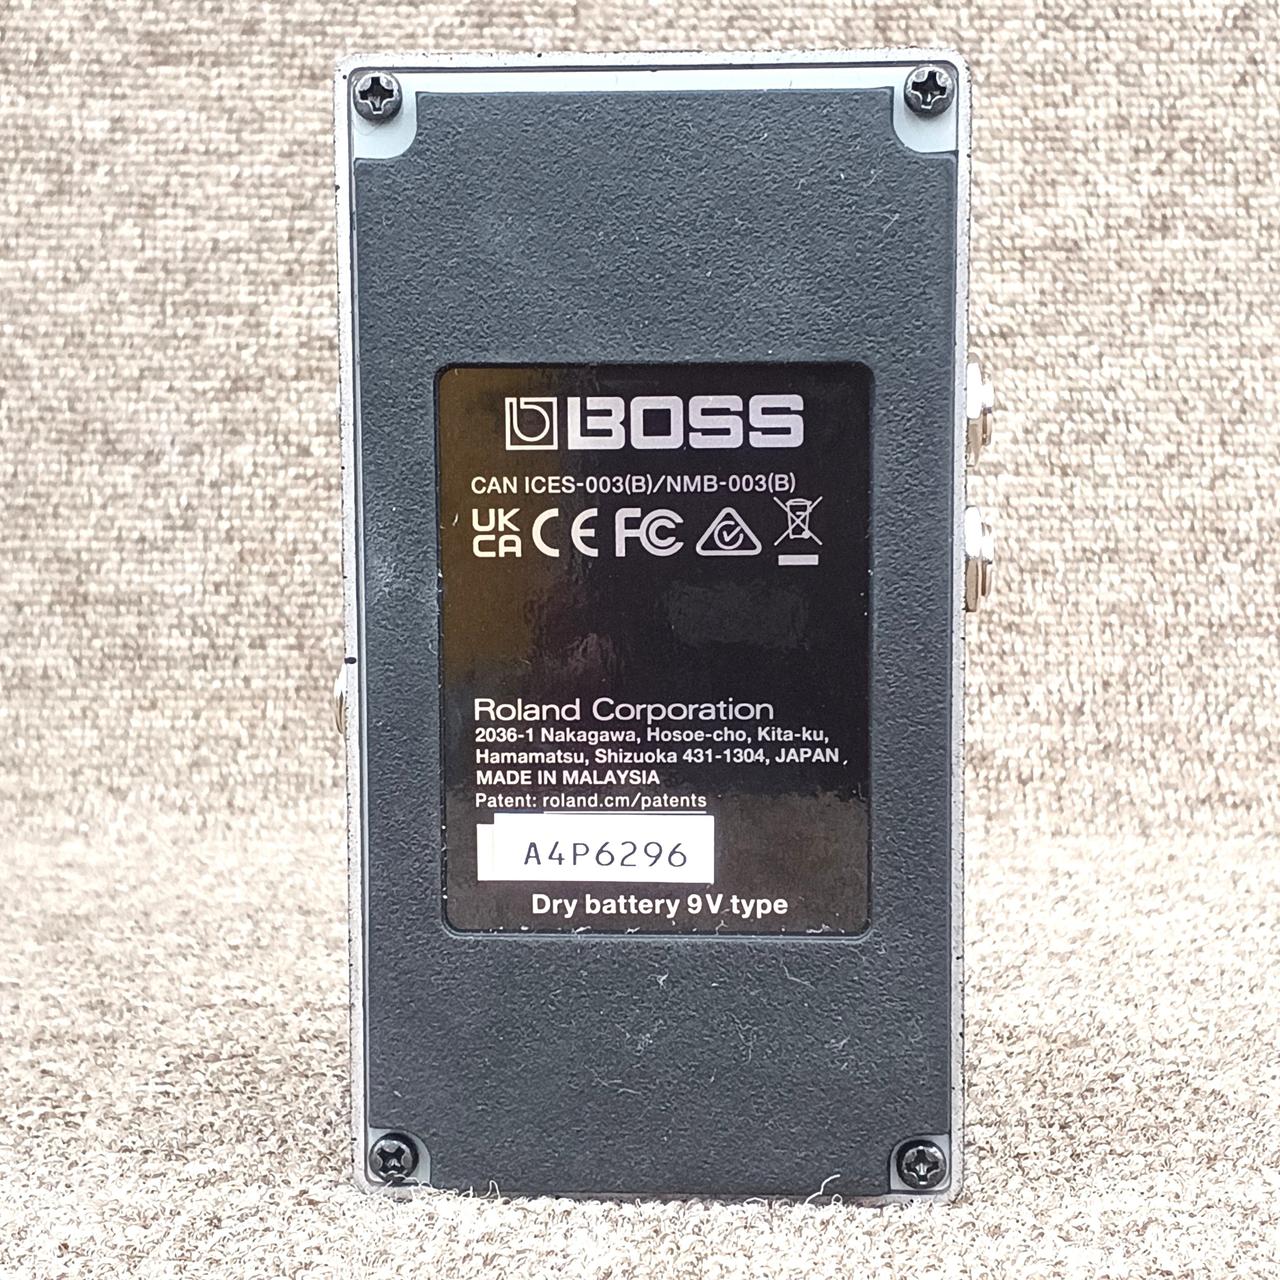 BOSS
CAN ICES-003(B)/NMB-003(B)
UK
CA CE FC
Roland Corporation
2036-1 Nakagawa, Hosoe-cho, Kita-ku,
Hamamatsu, Shizuoka 431-1304, JAPAN
MADE IN MALAYSIA
Patent: roland.cm/patents
A4P6296
Dry battery 9V type